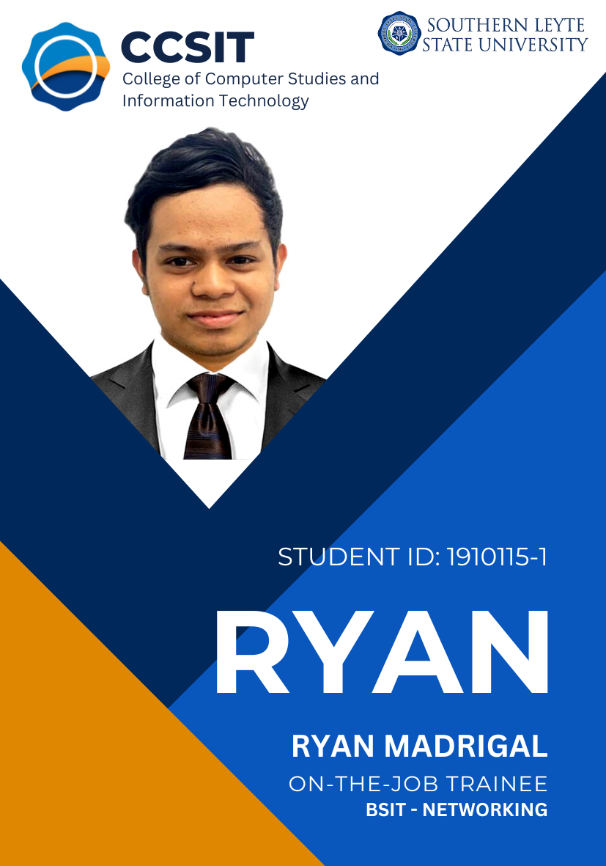 CCSIT
College of Computer Studies and
Information Technology
SOUTHERN LEYTE
STATE UNIVERSITY
STUDENT ID: 1910115-1
RYAN
RYAN MADRIGAL
ON-THE-JOB TRAINEE
BSIT - NETWORKING